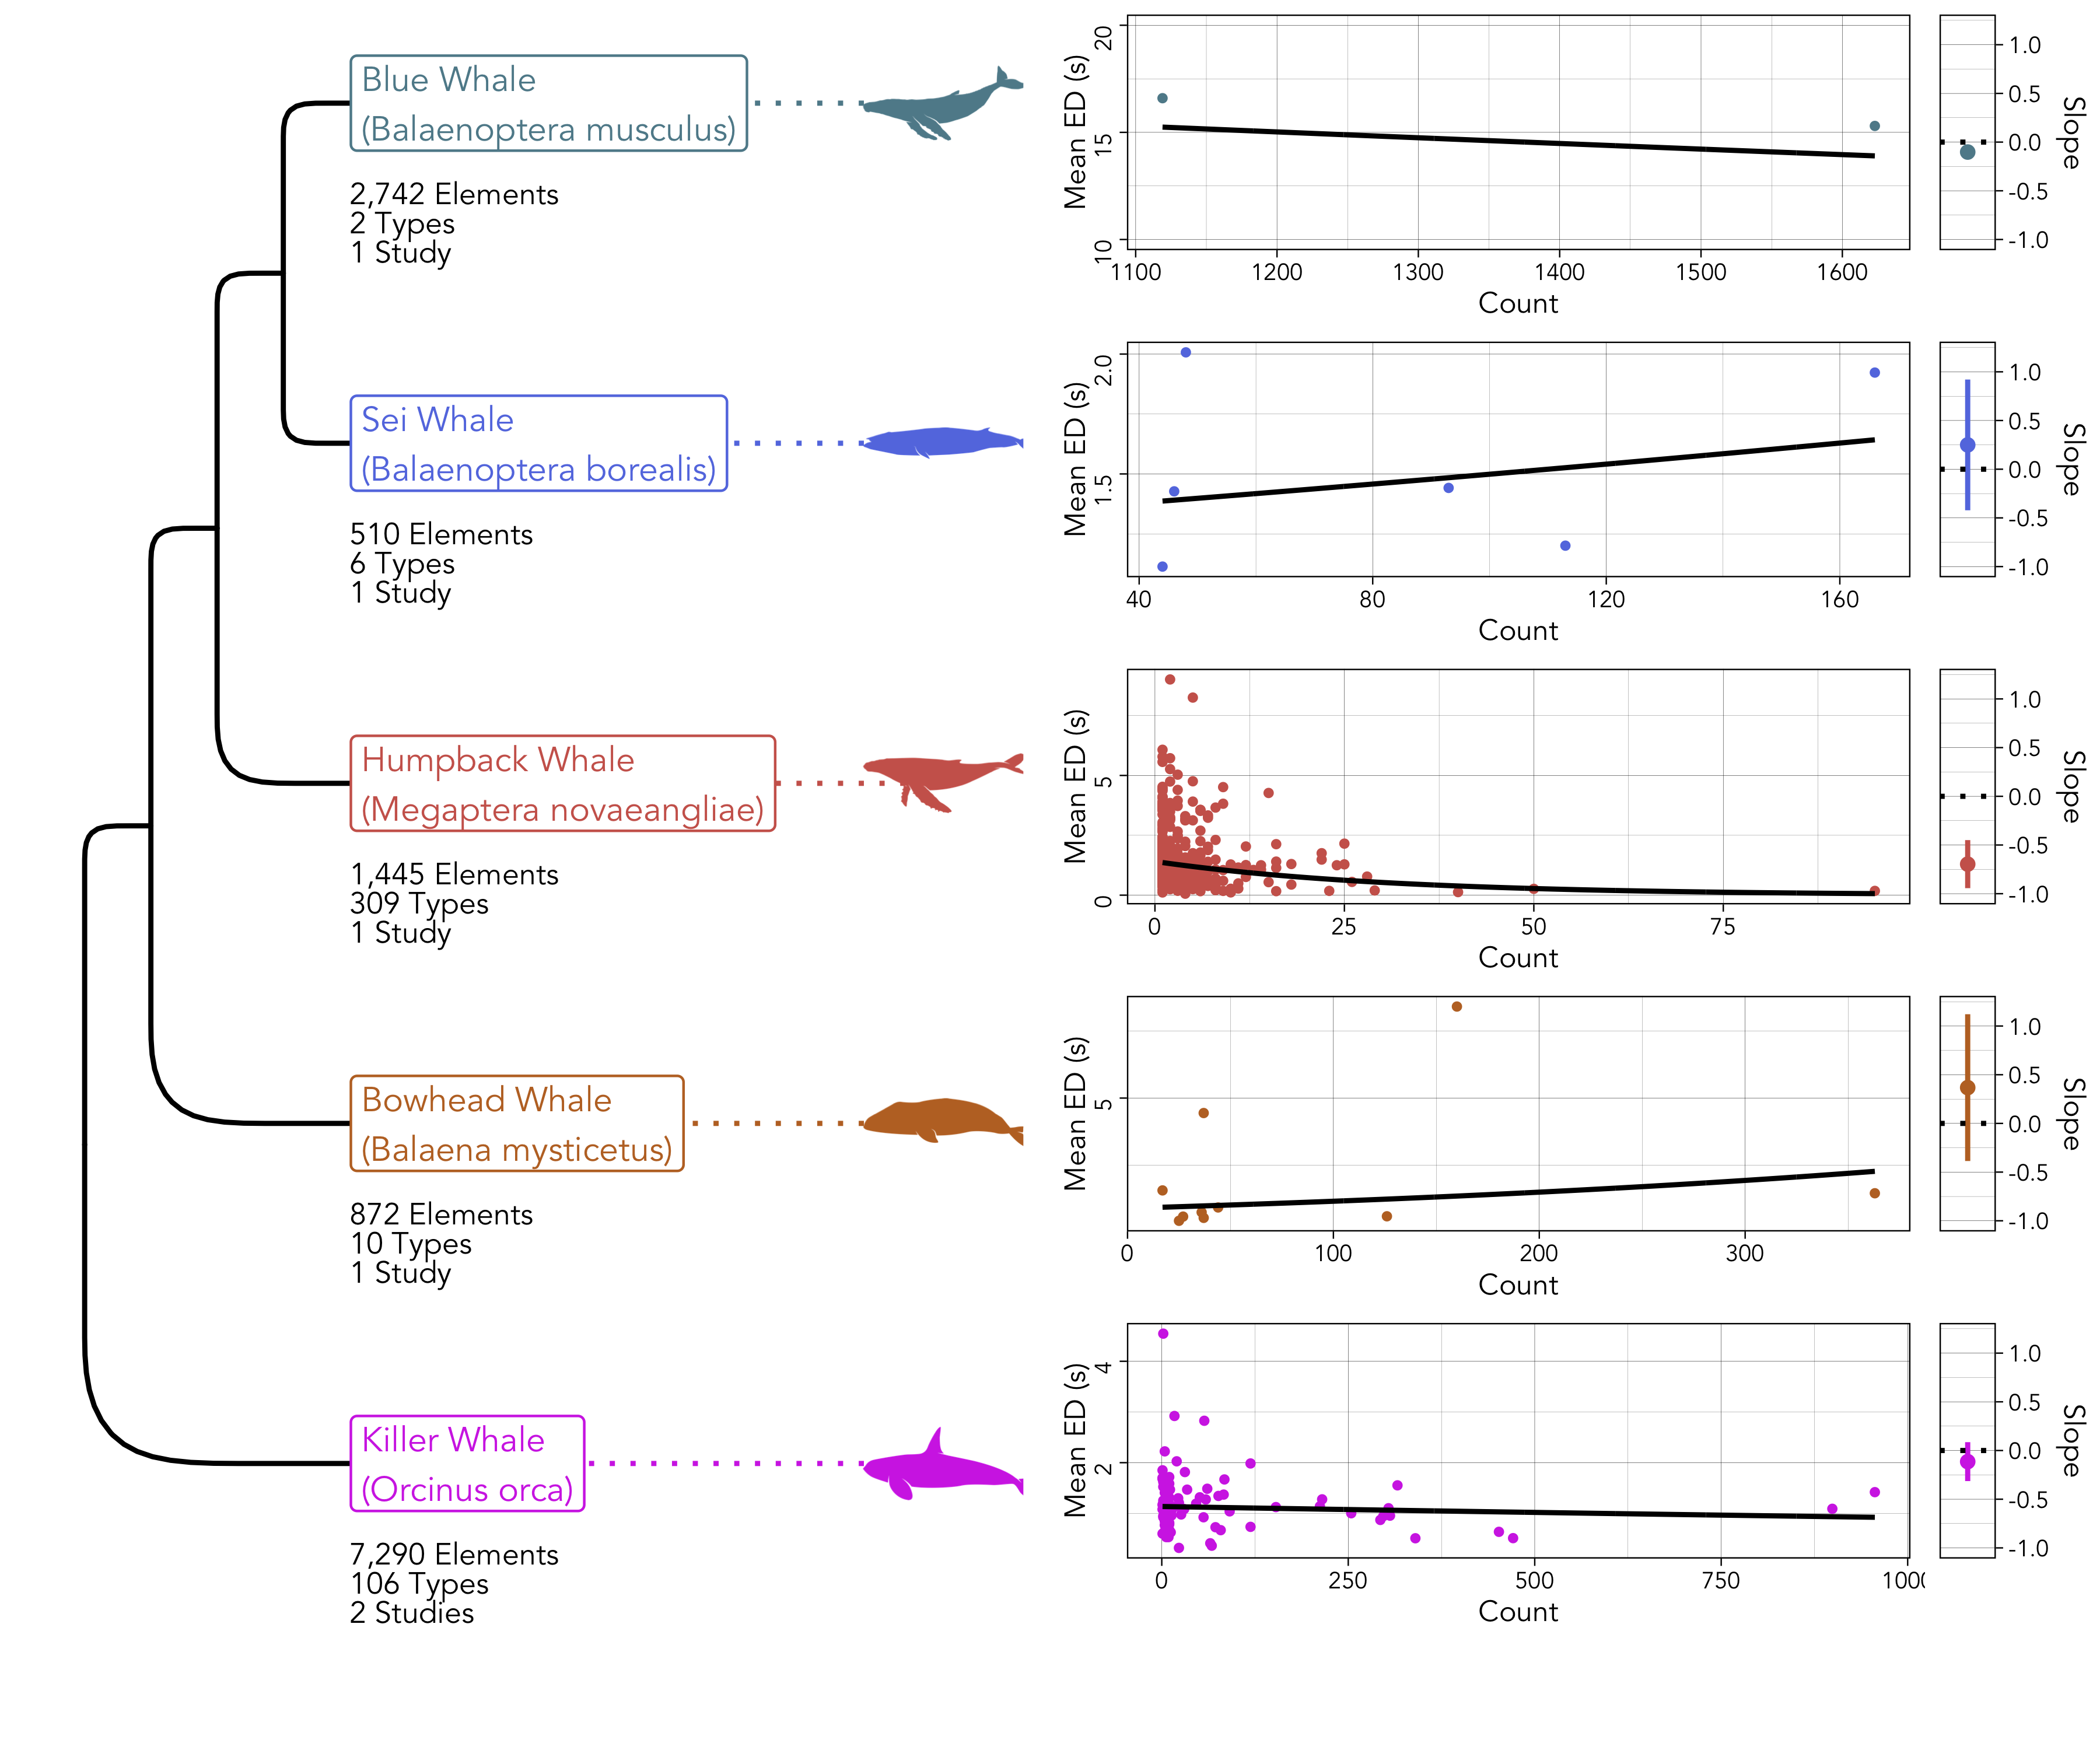 Blue Whale
(Balaenoptera musculus)
2,742 Elements
2 Types
1 Study
Mean ED (s)
20
15
10
1100 1200 1300 1400 1500 1600
Count
1.0
0.5
0.0
-0.5
-1.0
Slope
Sei Whale
(Balaenoptera borealis)
510 Elements
6 Types
1 Study
Mean ED (s)
2.0
1.5
40 80 120 160
Count
1.0
0.5
0.0
-0.5
-1.0
Slope
Humpback Whale
(Megaptera novaeangliae)
1,445 Elements
309 Types
1 Study
Mean ED (s)
5
0
0 25 50 75
Count
1.0
0.5
0.0
-0.5
-1.0
Slope
Bowhead Whale
(Balaena mysticetus)
872 Elements
10 Types
1 Study
Mean ED (s)
5
0 100 200 300
Count
1.0
0.5
0.0
-0.5
-1.0
Slope
Killer Whale
(Orcinus orca)
7,290 Elements
106 Types
2 Studies
Mean ED (s)
4
2
0 250 500 750
Count
1.0
0.5
0.0
-0.5
-1.0
Slope